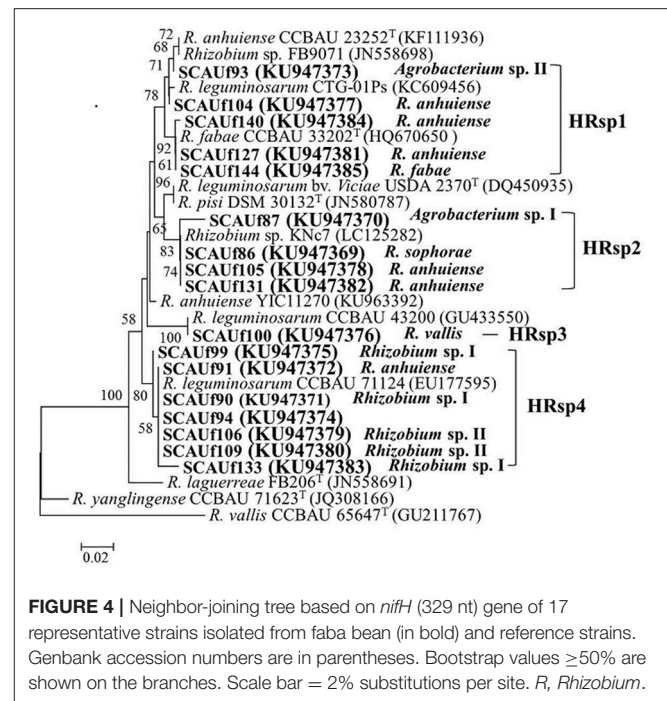 72 R. anhuiense CCBAU 23252T (KF111936)
68 Rhizobium sp. FB9071 (JN558698)
71 SCAUf93 (KU947373) Agrobacterium sp. II
R. leguminosarum CTG-01Ps (KC609456)
78 SCAUf104 (KU947377) R. anhuiense
SCAUf140 (KU947384) R. anhuiense
HRsp1
R. fabae CCBAU 33202T (HQ670650)
92 SCAUf127 (KU947381) R. anhuiense
61 SCAUf144 (KU947385) R. fabae
96 R. leguminosarum bv. Viciae USDA 2370T (DQ450935)
R. pisi DSM 30132T (JN580787)
SCAUf87 (KU947370) Agrobacterium sp. I
65 Rhizobium sp. KNc7 (LC125282)
83 SCAUf86 (KU947369) R. sophorae
HRsp2
74 SCAUf105 (KU947378) R. anhuiense
SCAUf131 (KU947382) R. anhuiense
R. anhuiense YIC11270 (KU963392)
58 R. leguminosarum CCBAU 43200 (GU433550)
100 SCAUf100 (KU947376) R. vallis HRsp3
SCAUf99 (KU947375) Rhizobium sp. I
SCAUf91 (KU947372) R. anhuiense
R. leguminosarum CCBAU 71124 (EU177595)
100 80 SCAUf90 (KU947371) Rhizobium sp. I
HRsp4
SCAUf94 (KU947374)
58 SCAUf106 (KU947379) Rhizobium sp. II
SCAUf109 (KU947380) Rhizobium sp. II
SCAUf133 (KU947383) Rhizobium sp. I
R. laguerreae FB206T (JN558691)
R. yanglingense CCBAU 71623T (JQ308166)
R. vallis CCBAU 65647T (GU211767)
0.02
FIGURE 4 | Neighbor-joining tree based on nifH (329 nt) gene of 17
representative strains isolated from faba bean (in bold) and reference strains.
Genbank accession numbers are in parentheses. Bootstrap values ≥50% are
shown on the branches. Scale bar = 2% substitutions per site. R, Rhizobium.